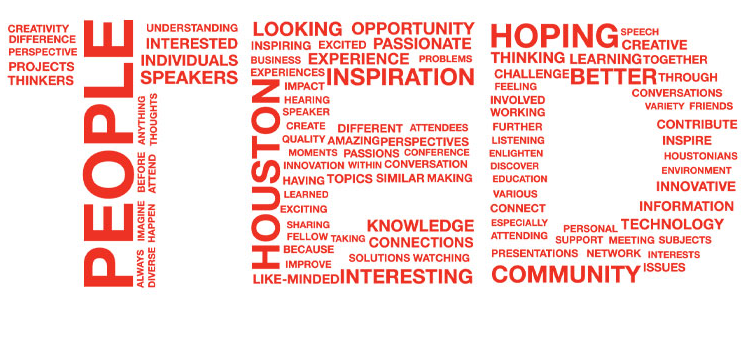 CREATIVITY
DIFFERENCE
PERSPECTIVE
PROJECTS
THINKERS
PEOPLE
UNDERSTANDING
INTERESTED
INDIVIDUALS
SPEAKERS
ANYTHING
THOUGHTS
BEFORE
ATTEND
IMAGINE
HAPPEN
ALWAYS
DIVERSE
LOOKING OPPORTUNITY
INSPIRING EXCITED PASSIONATE
BUSINESS EXPERIENCE PROBLEMS
EXPERIENCES INSPIRATION
HOUSTON
IMPACT
HEARING
SPEAKER
CREATE DIFFERENT ATTENDEES
QUALITY AMAZING PERSPECTIVES
MOMENTS PASSIONS CONFERENCE
INNOVATION WITHIN CONVERSATION
HAVING TOPICS SIMILAR MAKING
LEARNED
EXCITING
SHARING KNOWLEDGE
FELLOW TAKING CONNECTIONS
BECAUSE SOLUTIONS WATCHING
IMPROVE
LIKE-MINDED INTERESTING
HOPING SPEECH
CREATIVE
THINKING LEARNING TOGETHER
CHALLENGE BETTER THROUGH
FEELING CONVERSATIONS
INVOLVED VARIETY FRIENDS
WORKING
FURTHER CONTRIBUTE
LISTENING INSPIRE
ENLIGHTEN HOUSTONIANS
DISCOVER ENVIRONMENT
EDUCATION INNOVATIVE
VARIOUS
CONNECT INFORMATION
ESPECIALLY PERSONAL TECHNOLOGY
ATTENDING SUPPORT MEETING SUBJECTS
PRESENTATIONS NETWORK INTERESTS
COMMUNITY ISSUES